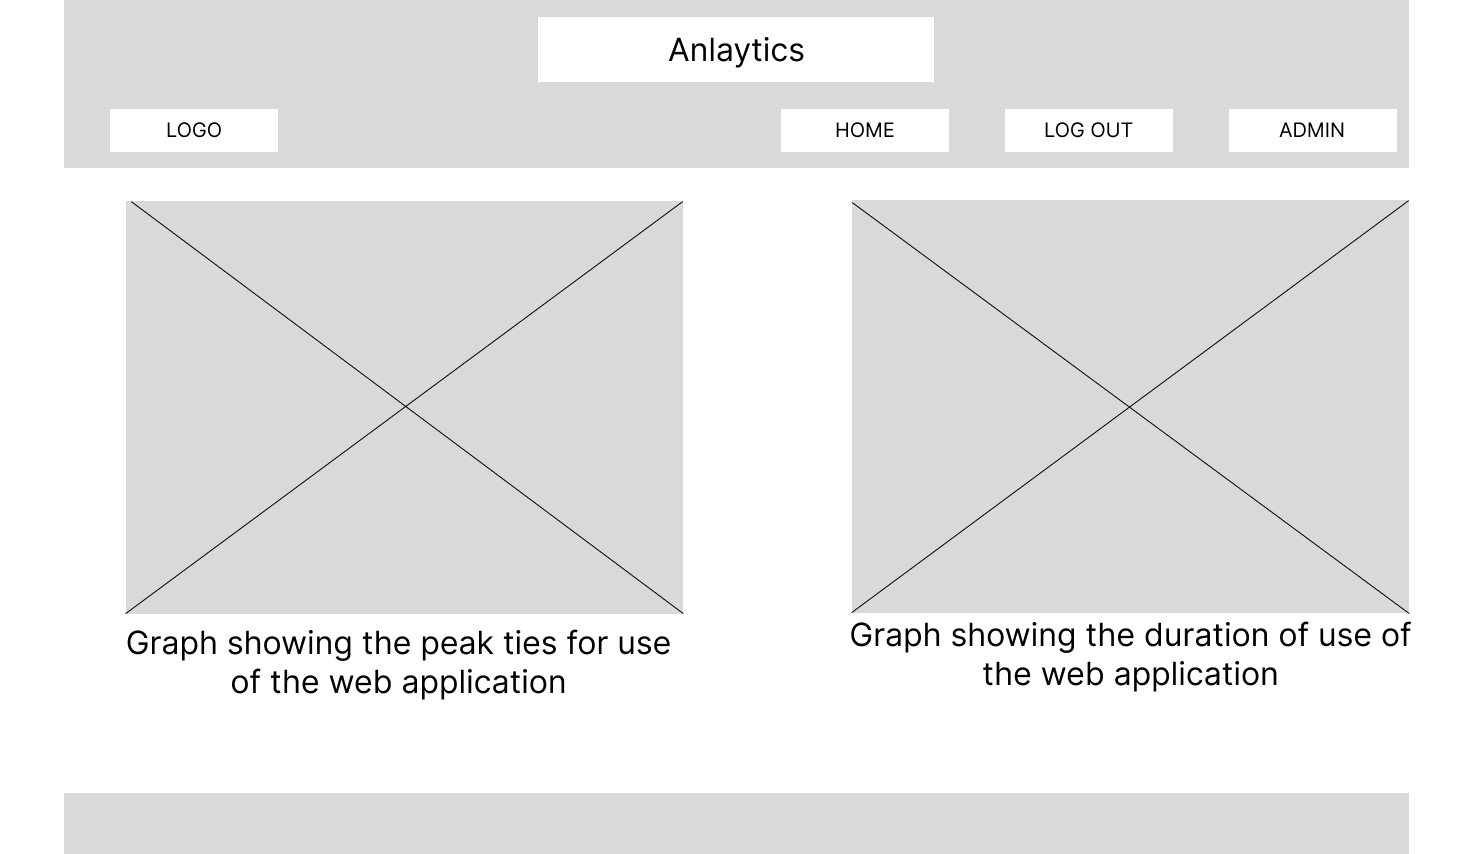 Anlaytics
LOGO
HOME
LOG OUT
ADMIN
Graph showing the peak ties for use
of the web application
Graph showing the duration of use of
the web application